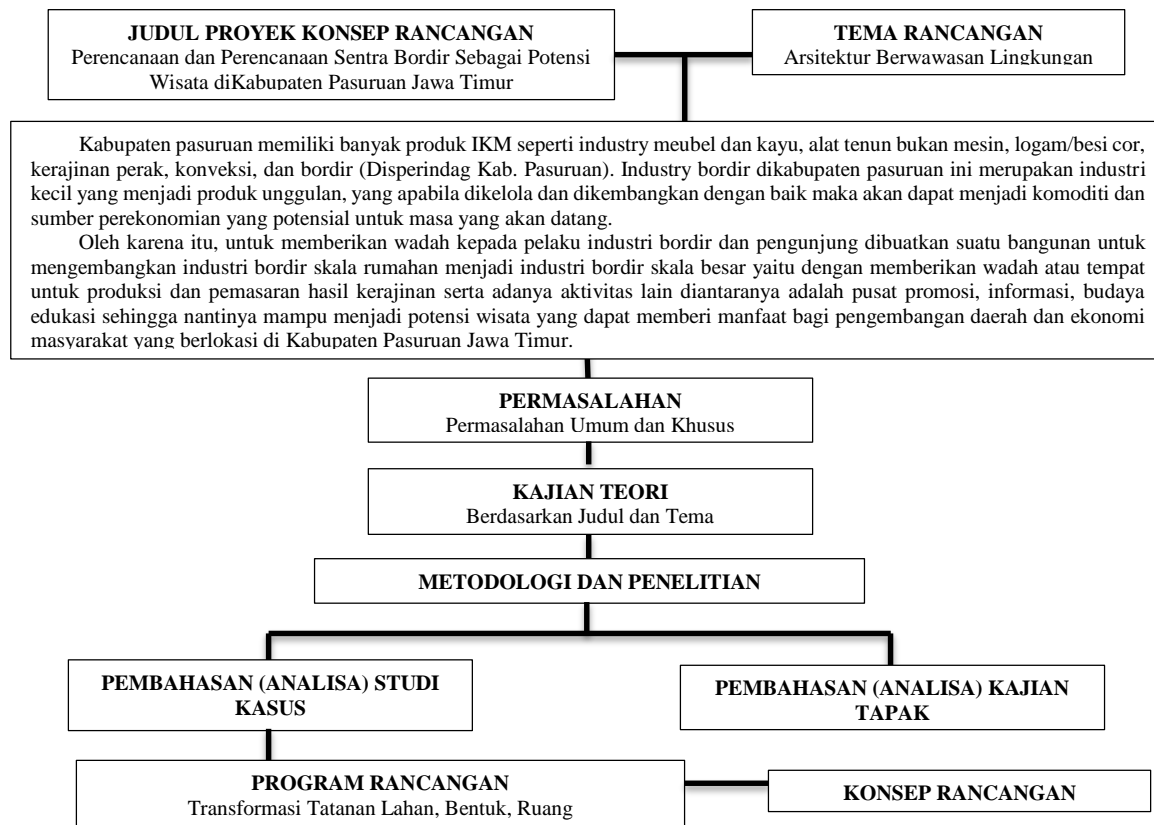 JUDUL PROYEK KONSEP RANCANGAN
Perencanaan dan Perencanaan Sentra Bordir Sebagai Potensi
Wisata diKabupaten Pasuruan Jawa Timur
TEMA RANCANGAN
Arsitektur Berwawasan Lingkungan
Kabupaten pasuruan memiliki banyak produk IKM seperti industry meubel dan kayu, alat tenun bukan mesin, logam/besi cor,
kerajinan perak, konveksi, dan bordir (Disperindag Kab. Pasuruan). Industry bordir dikabupaten pasuruan ini merupakan industri
kecil yang menjadi produk unggulan, yang apabila dikelola dan dikembangkan dengan baik maka akan dapat menjadi komoditi dan
sumber perekonomian yang potensial untuk masa yang akan datang.
Oleh karena itu, untuk memberikan wadah kepada pelaku industri bordir dan pengunjung dibuatkan suatu bangunan untuk
mengembangkan industri bordir skala rumahan menjadi industri bordir skala besar yaitu dengan memberikan wadah atau tempat
untuk produksi dan pemasaran hasil kerajinan serta adanya aktivitas lain diantaranya adalah pusat promosi, informasi, budaya
edukasi sehingga nantinya mampu menjadi potensi wisata yang dapat memberi manfaat bagi pengembangan daerah dan ekonomi
masyarakat yang berlokasi di Kabupaten Pasuruan Jawa Timur.
PERMASALAHAN
Permasalahan Umum dan Khusus
KAJIAN TEORI
Berdasarkan Judul dan Tema
METODOLOGI DAN PENELITIAN
PEMBAHASAN (ANALISA) STUDI
KASUS
PEMBAHASAN (ANALISA) KAJIAN
TAPAK
PROGRAM RANCANGAN
Transformasi Tatanan Lahan, Bentuk, Ruang
KONSEP RANCANGAN